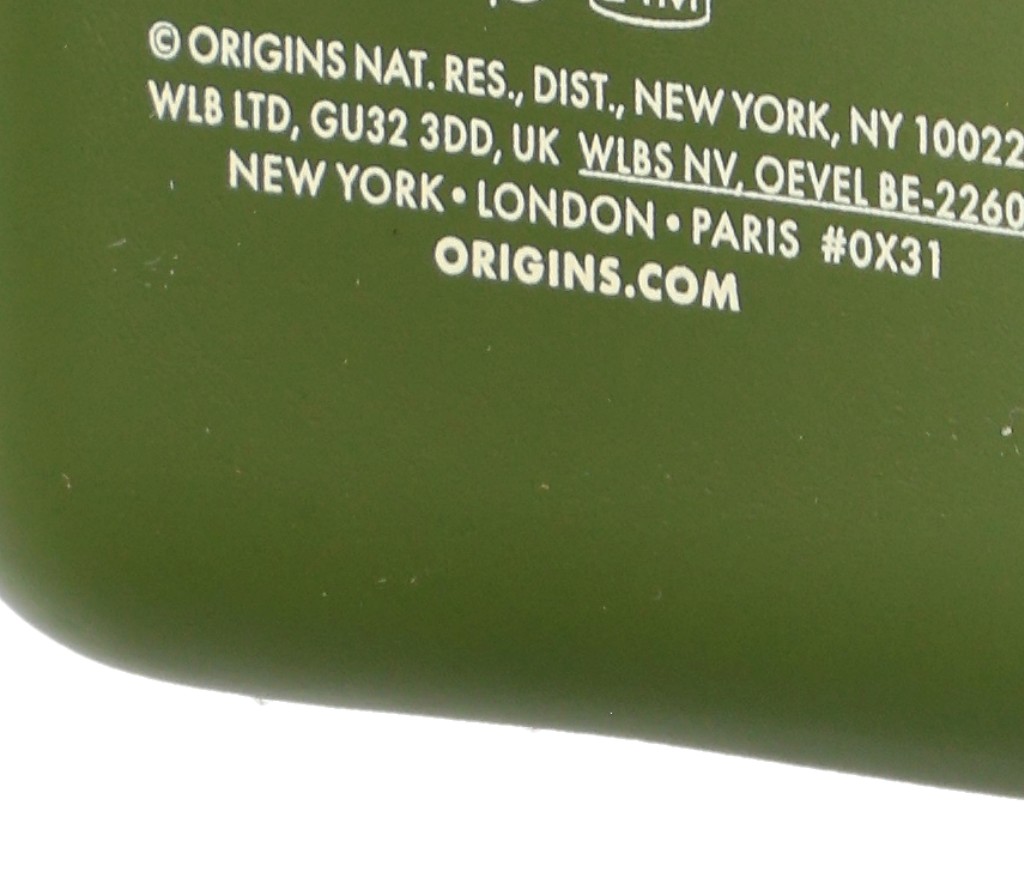 © ORIGINS NAT. RES., DIST., NEW YORK, NY 10022
WLB LTD, GU32 3DD, UK WLBS NV, OEVEL BE-2260
NEW YORK • LONDON • PARIS #0X31
ORIGINS.COM